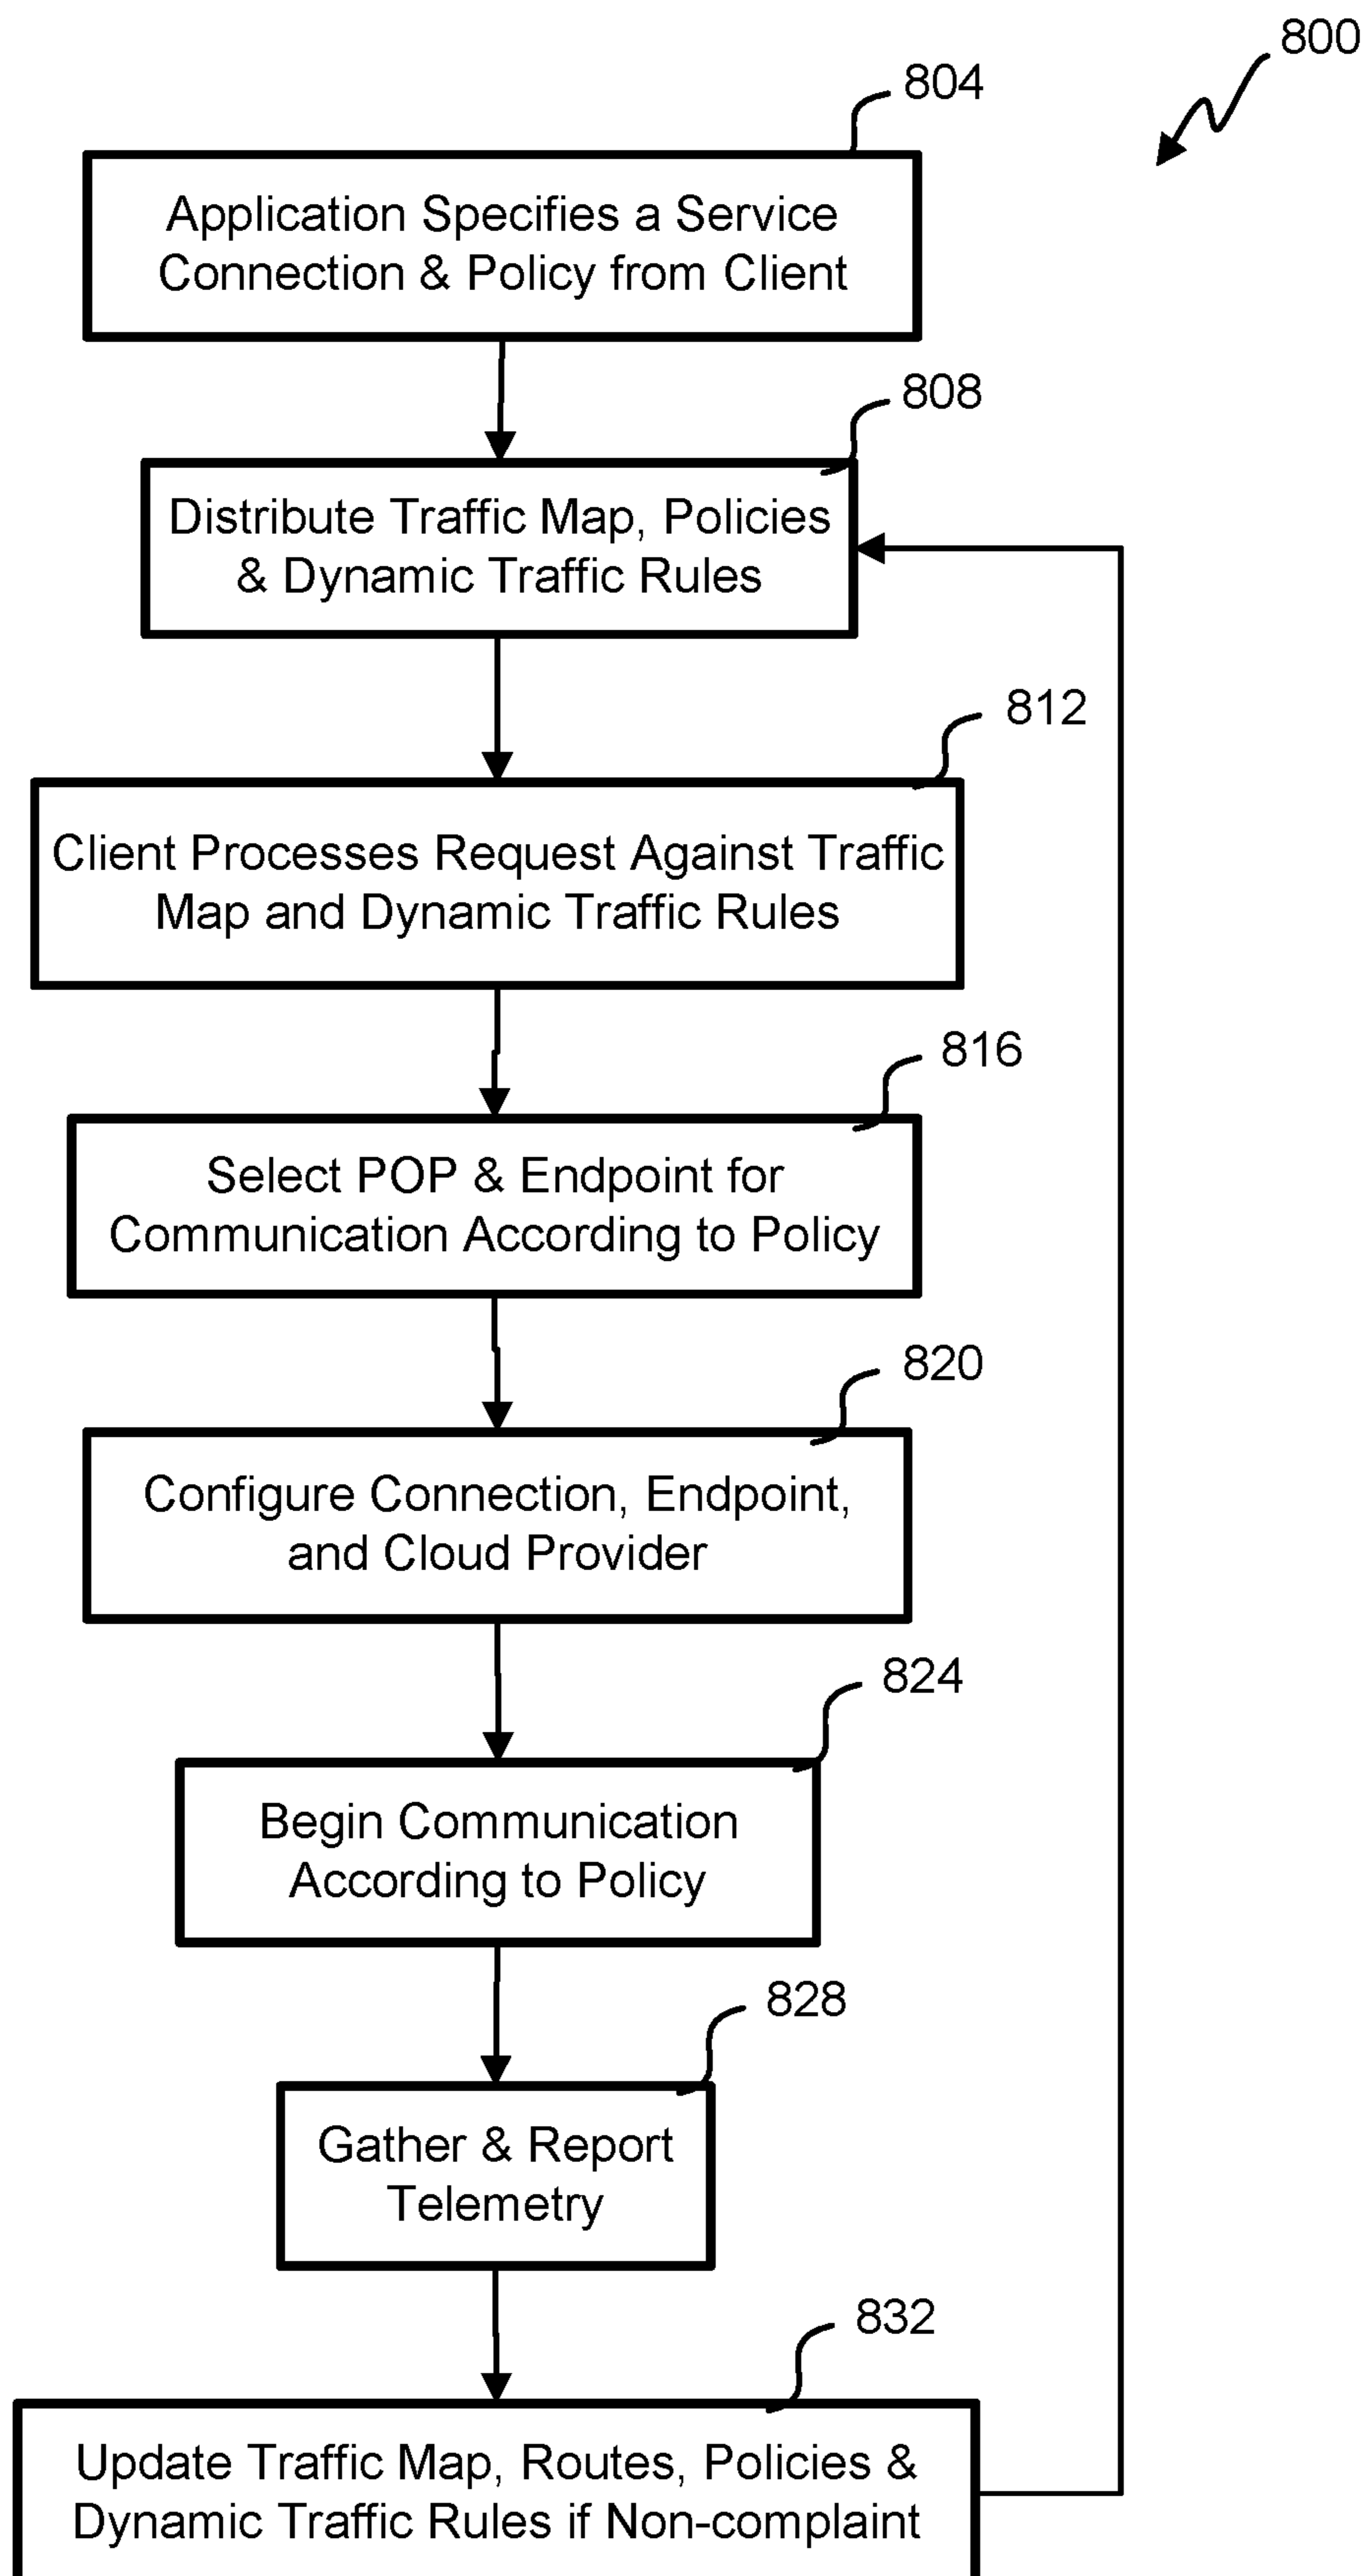 800
804
Application Specifies a Service
Connection & Policy from Client
808
Distribute Traffic Map, Policies
& Dynamic Traffic Rules
812
Client Processes Request Against Traffic
Map and Dynamic Traffic Rules
816
Select POP & Endpoint for
Communication According to Policy
820
Configure Connection, Endpoint,
and Cloud Provider
824
Begin Communication
According to Policy
828
Gather & Report
Telemetry
832
Update Traffic Map, Routes, Policies &
Dynamic Traffic Rules if Non-complaint